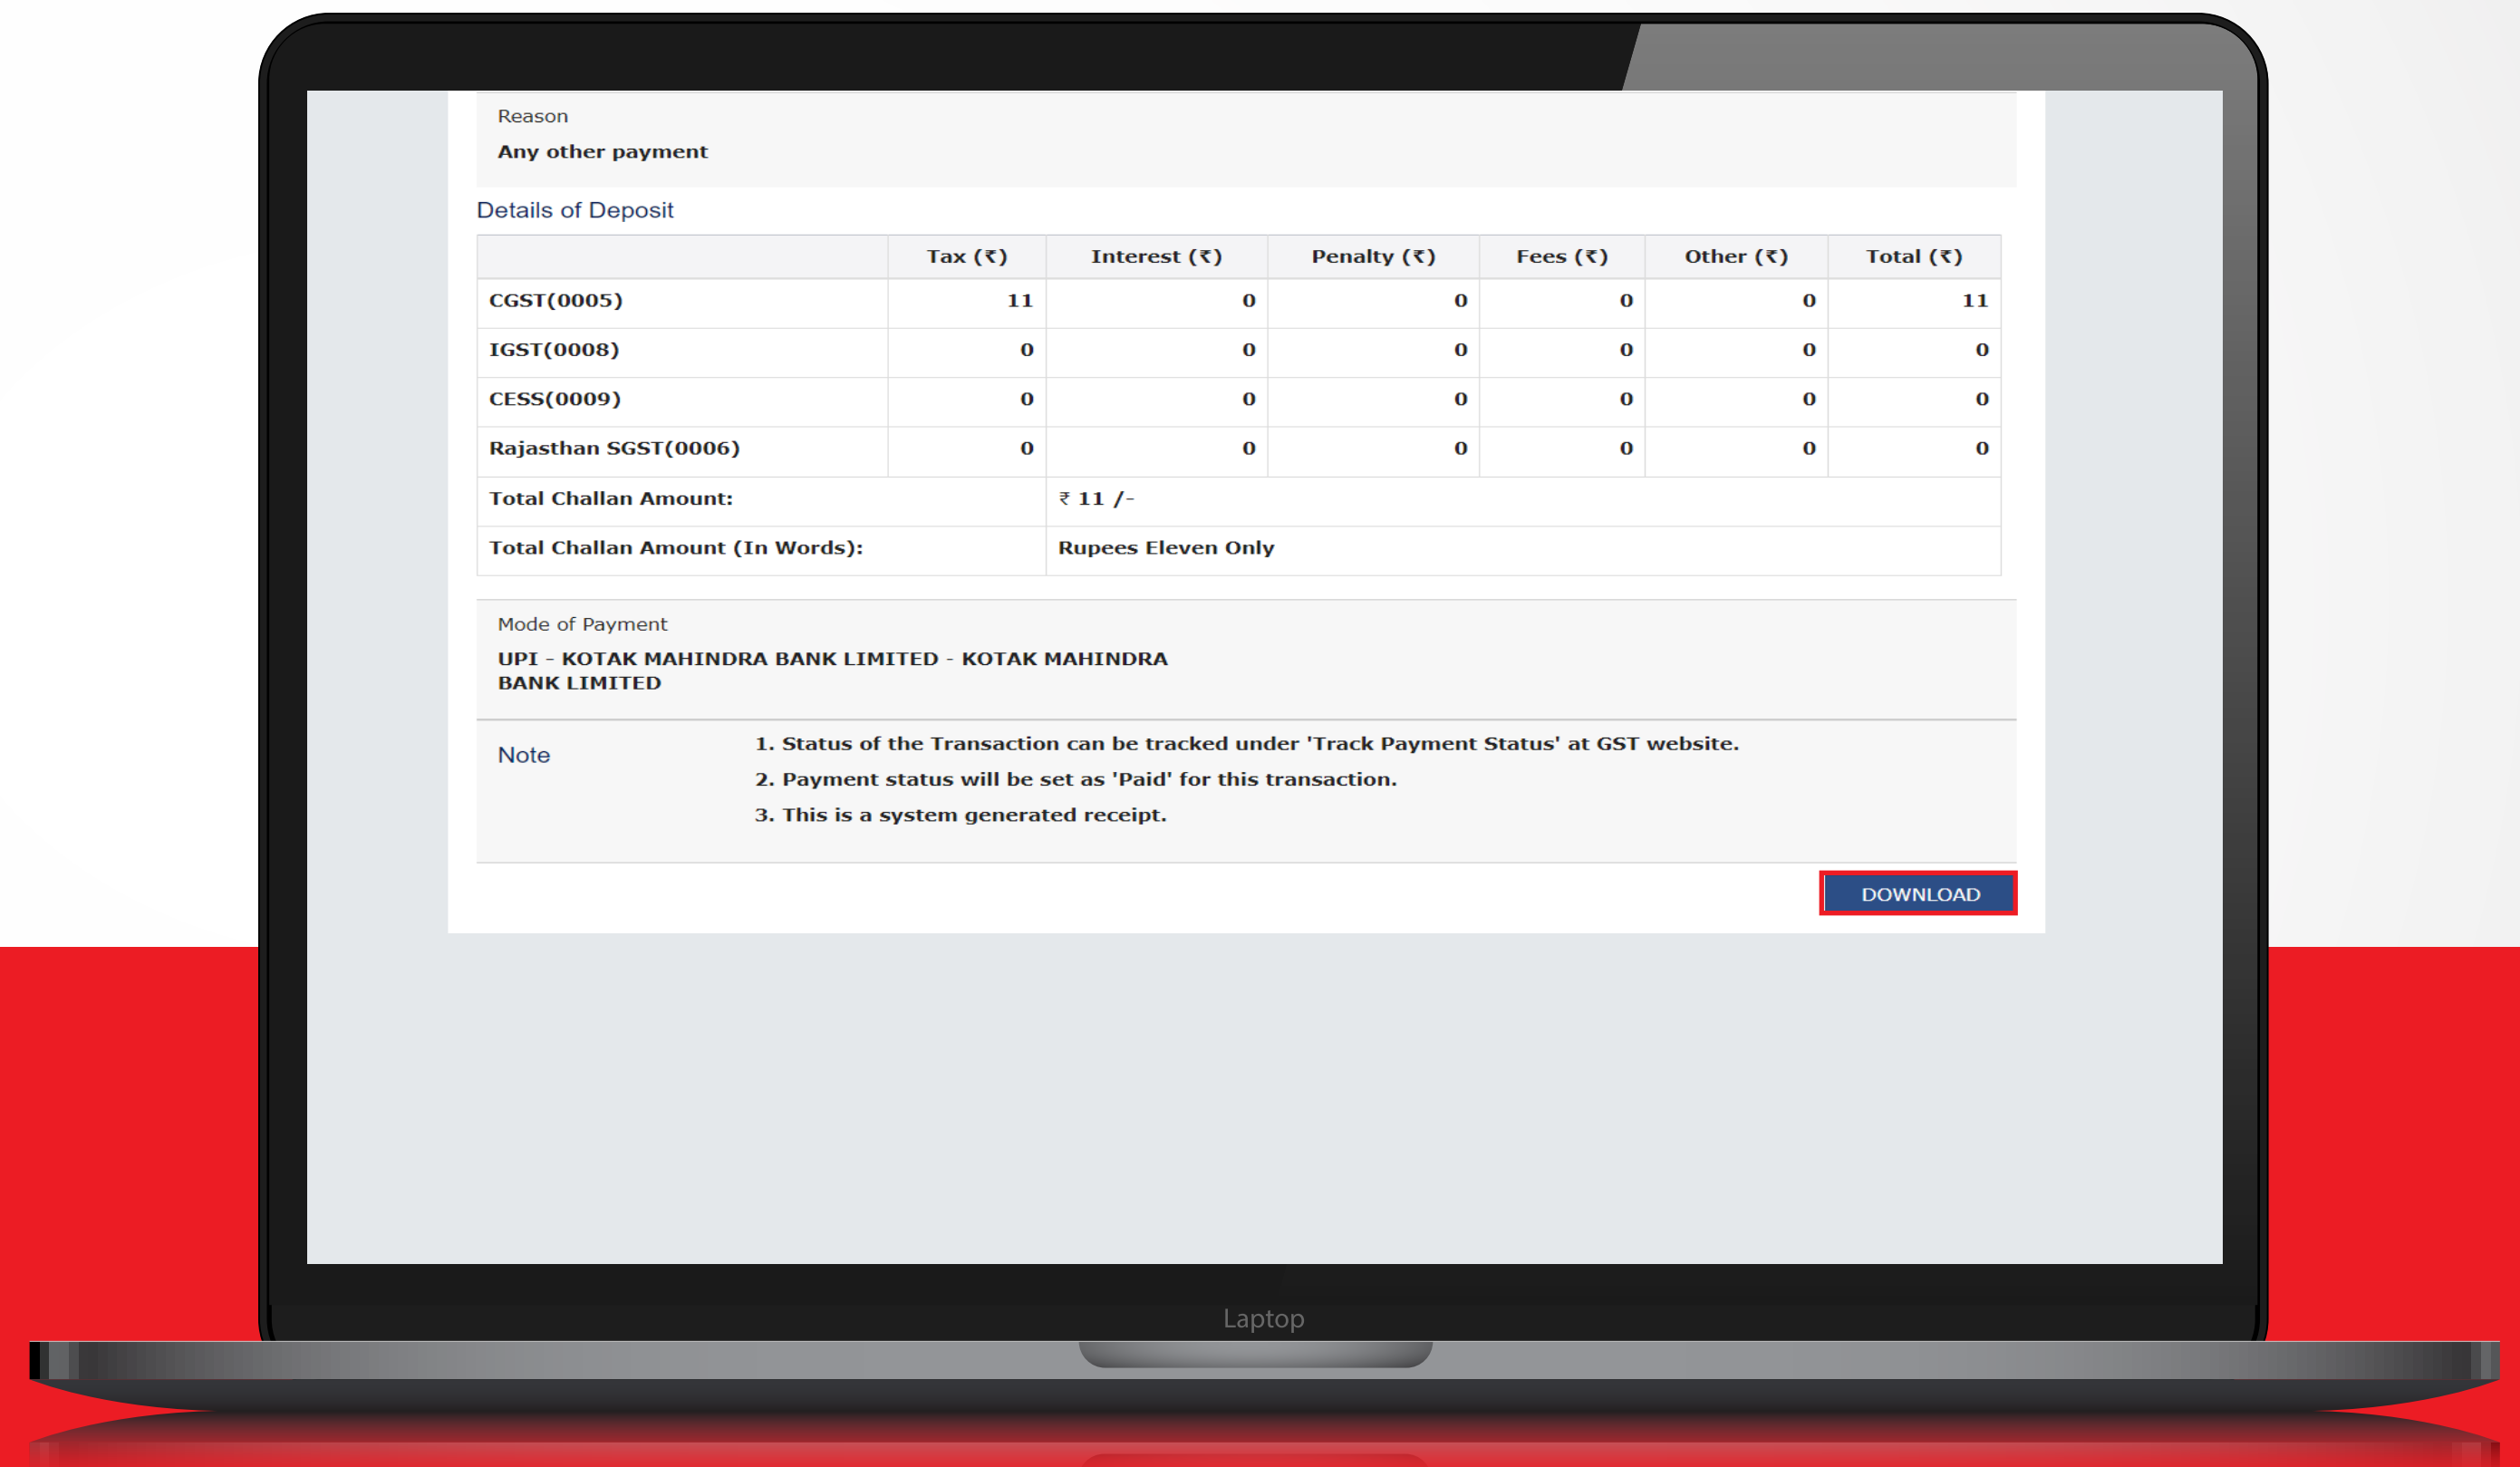 Reason
Any other payment
Details of Deposit
Tax (₹) Interest (₹) Penalty (₹) Fees (₹) Other (₹) Total (₹)
CGST(0005) 11 0 0 0 0 11
IGST(0008) 0 0 0 0 0 0
CESS(0009) 0 0 0 0 0 0
Rajasthan SGST(0006) 0 0 0 0 0 0
Total Challan Amount: ₹ 11 /-
Total Challan Amount (In Words): Rupees Eleven Only
Mode of Payment
UPI - KOTAK MAHINDRA BANK LIMITED - KOTAK MAHINDRA
BANK LIMITED
Note
1. Status of the Transaction can be tracked under 'Track Payment Status' at GST website.
2. Payment status will be set as 'Paid' for this transaction.
3. This is a system generated receipt.
DOWNLOAD
Laptop